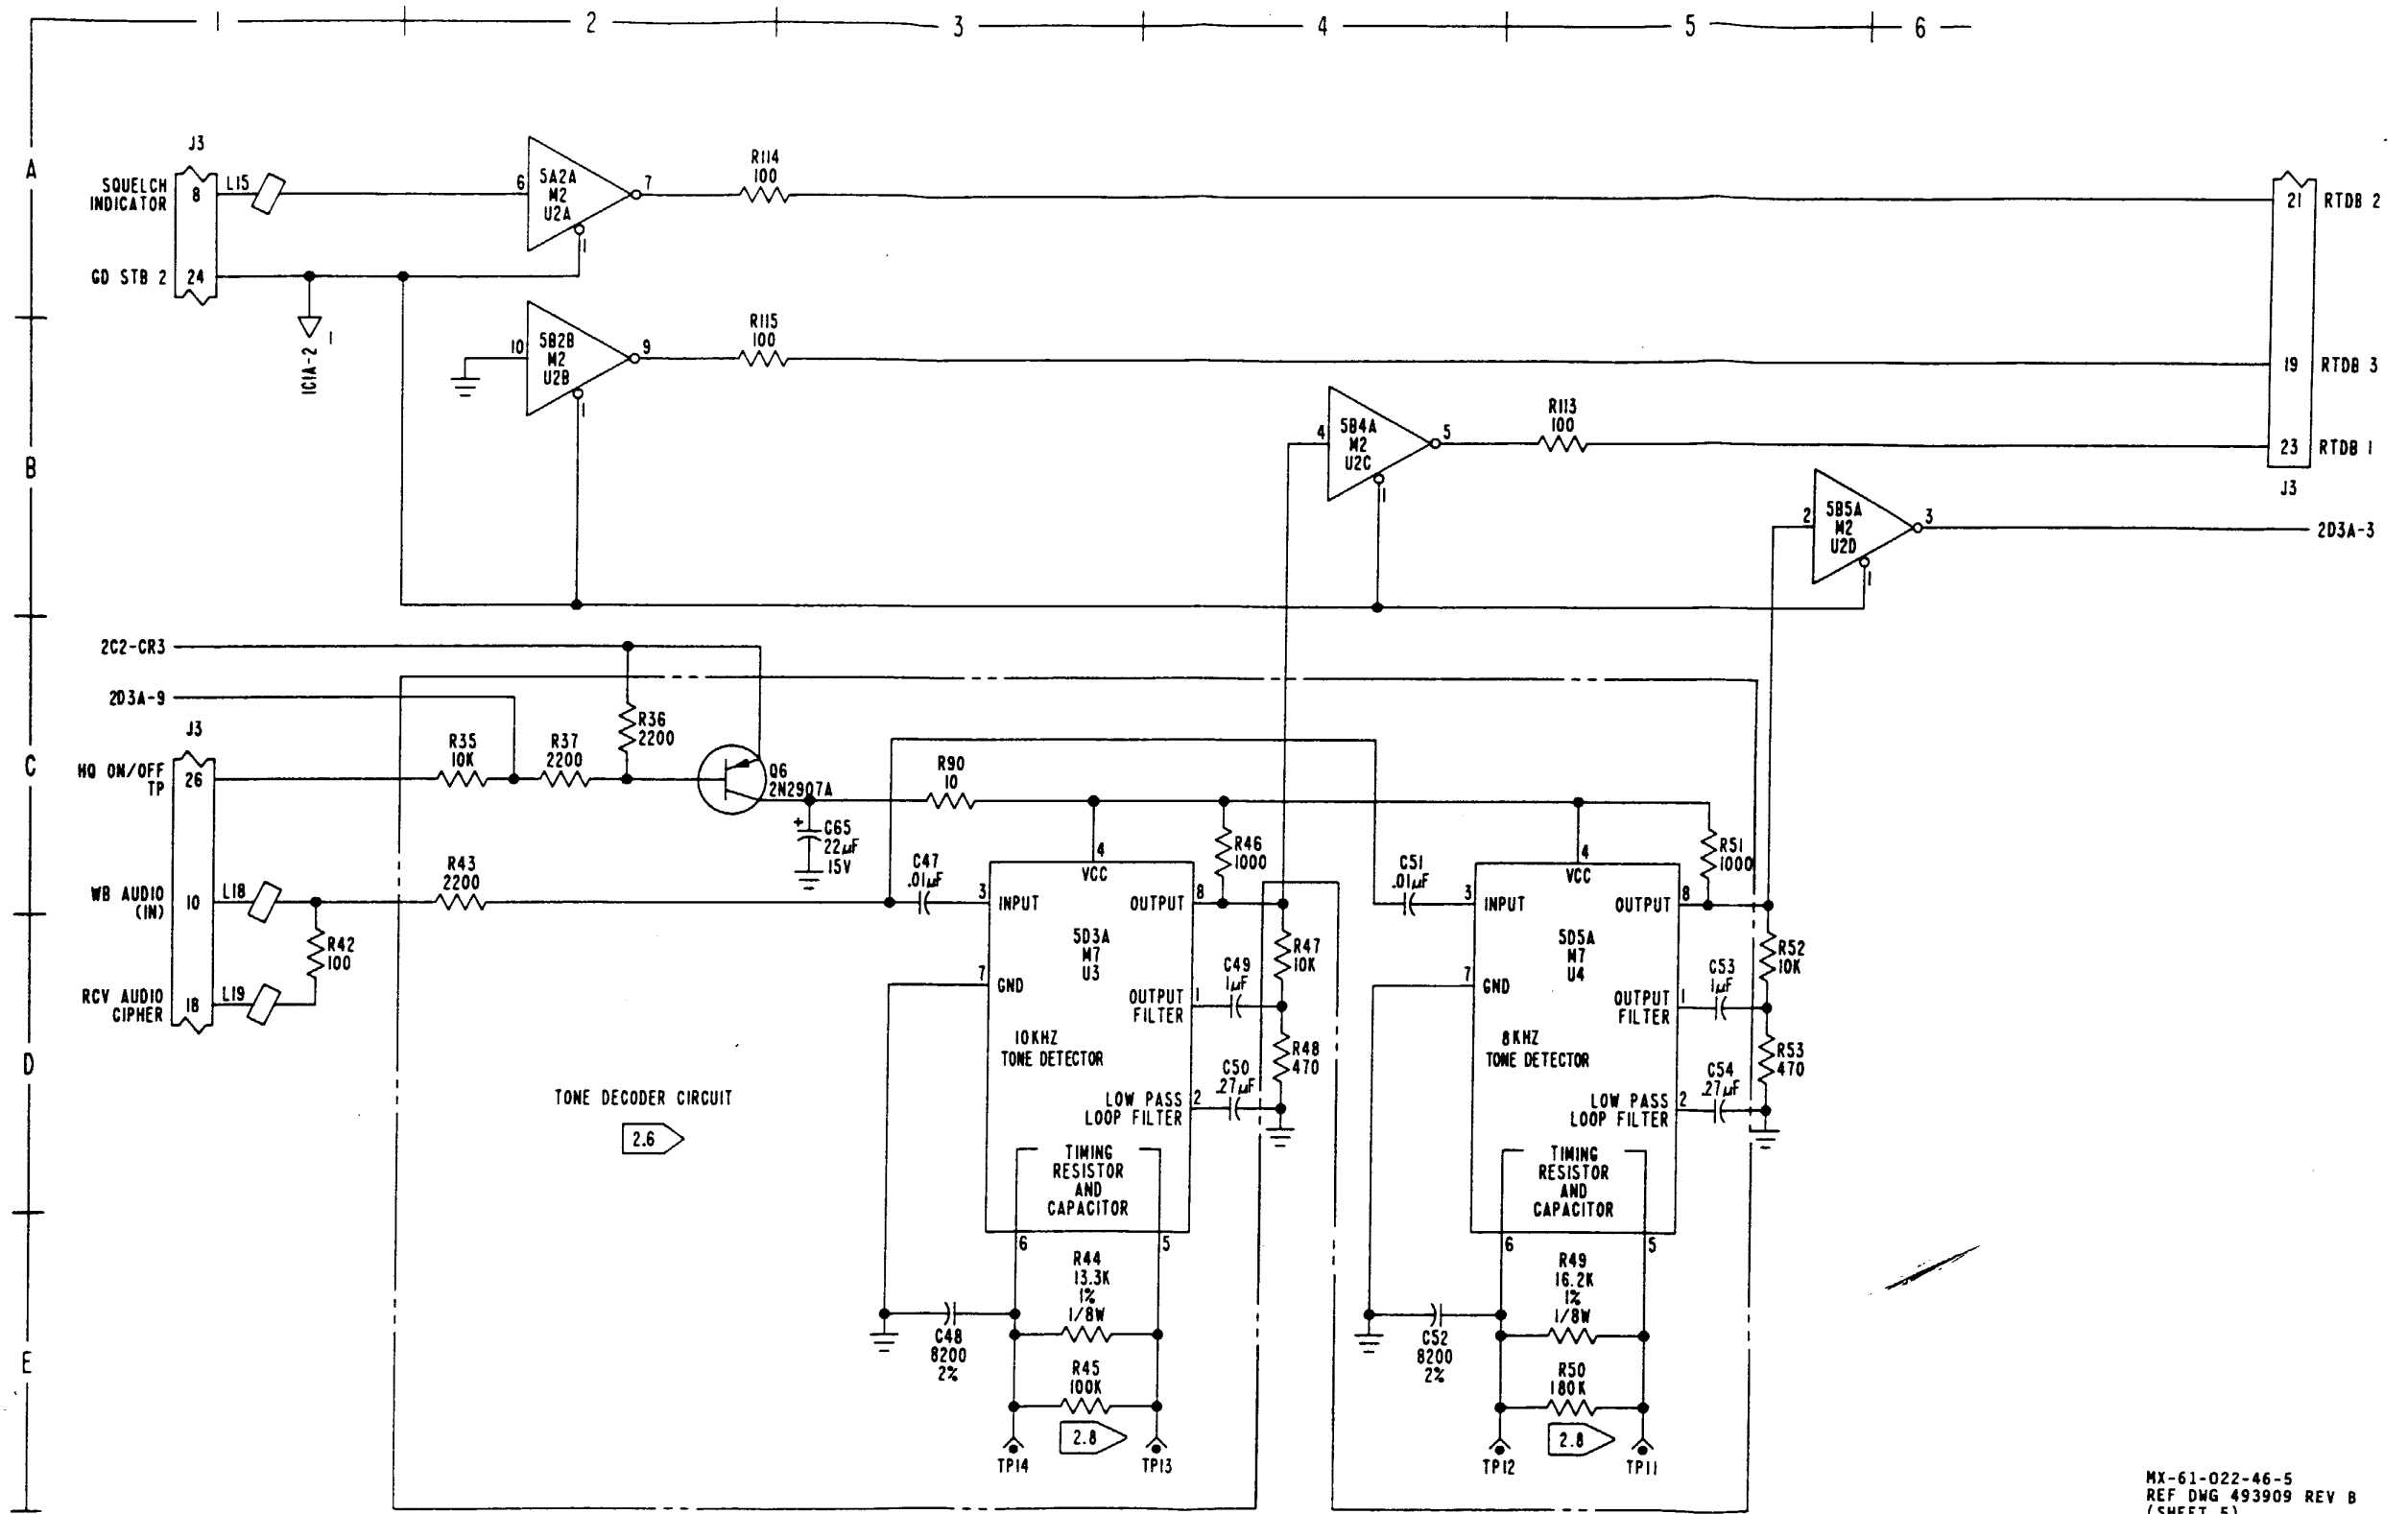 1 2 3 4 5 6
A
B
C
D
E
J3
SQUELCH
INDICATOR
8
L15
6
5A2A
M2
U2A
7
1
R114
100
21
RTDB 2
GD STB 2
24
1
1C1A-2
10
5B2B
M2
U2B
9
1
R115
100
19
RTDB 3
4
5B4A
M2
U2C
5
1
R113
100
23
RTDB 1
J3
2
5B5A
M2
U2D
3
1
2D3A-3
2C2-CR3
2D3A-9
J3
HQ ON/OFF
TP
26
R35
10K
R37
2200
R36
2200
Q6
2N2907A
R90
10
+
C65
22µF
15V
WB AUDIO
(IN)
10
L18
R43
2200
R42
100
RCV AUDIO
CIPHER
18
L19
C47
.01µF
3
INPUT
4
VCC
OUTPUT
8
R46
1000
5D3A
M7
U3
7
GND
10KHZ
TONE DETECTOR
OUTPUT
FILTER
1
C49
1µF
R47
10K
R48
470
LOW PASS
LOOP FILTER
2
C50
.27µF
TIMING
RESISTOR
AND
CAPACITOR
6
5
R44
13.3K
1%
1/8W
C48
8200
2%
R45
100K
2.8
TP14
TP13
TONE DECODER CIRCUIT
2.6
C51
.01µF
3
INPUT
4
VCC
OUTPUT
8
R51
1000
5D5A
M7
U4
7
GND
8KHZ
TONE DETECTOR
OUTPUT
FILTER
1
C53
1µF
R52
10K
R53
470
LOW PASS
LOOP FILTER
2
C54
.27µF
TIMING
RESISTOR
AND
CAPACITOR
6
5
R49
16.2K
1%
1/8W
C52
8200
2%
R50
180K
2.8
TP12
TP11
MX-61-022-46-5
REF DWG 493909 REV B
(SHEET 5)